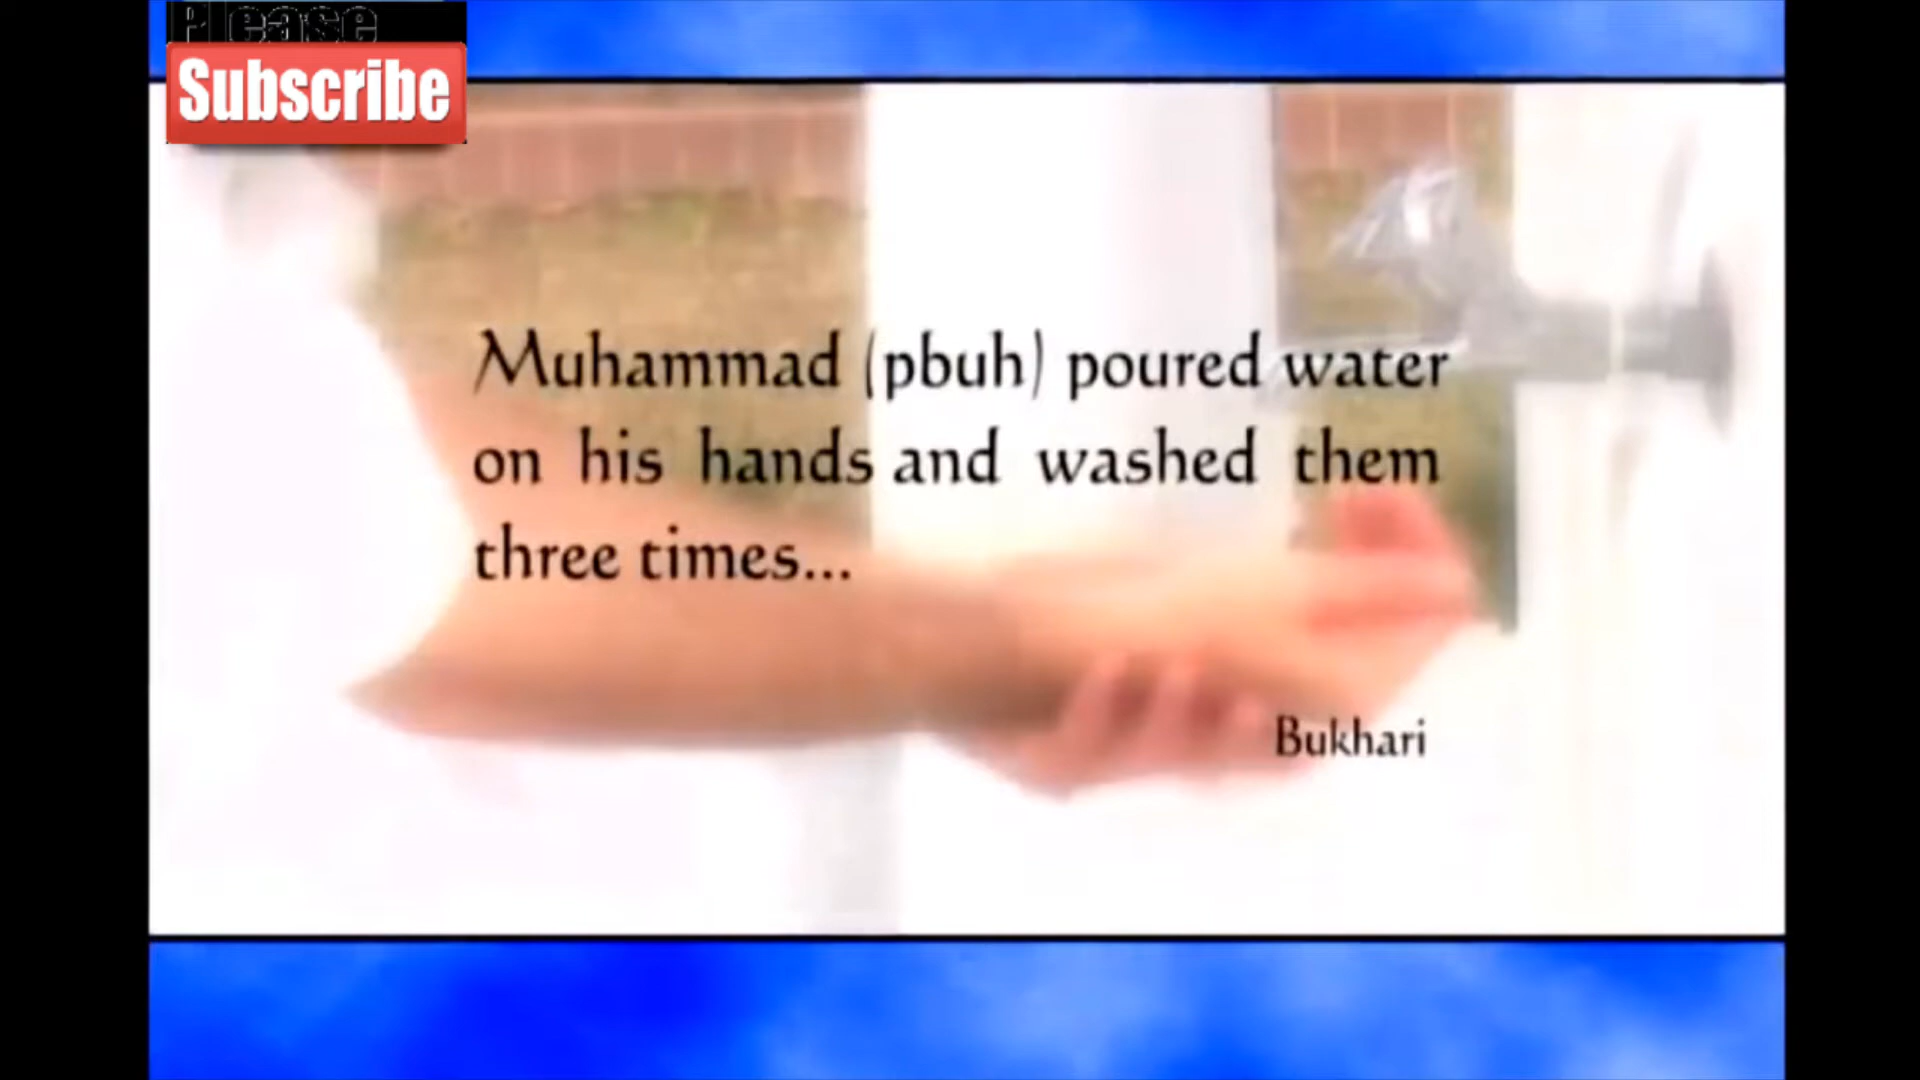 Please
Subscribe
Muhammad (pbuh) poured water
on his hands and washed them
three times...
Bukhari